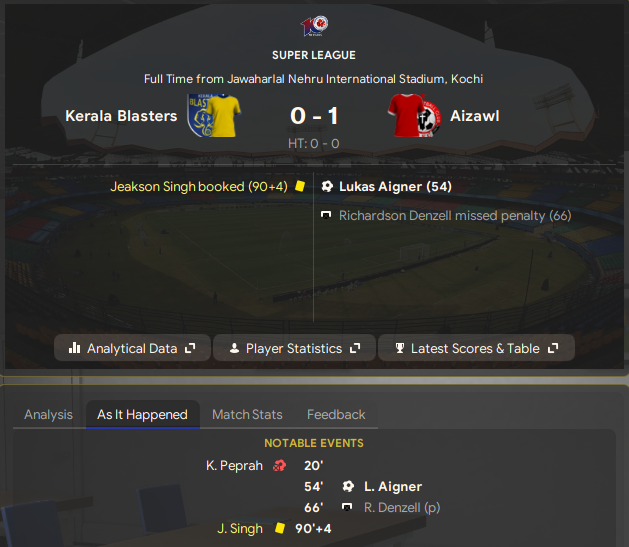 SUPER LEAGUE
Full Time from Jawaharlal Nehru International Stadium, Kochi
Kerala Blasters 0 - 1 Aizawl
HT: 0 - 0
Jeakson Singh booked (90+4) Lukas Aigner (54)
Richardson Denzell missed penalty (66)
Analytical Data Player Statistics Latest Scores & Table
Analysis As It Happened Match Stats Feedback
NOTABLE EVENTS
K. Peprah 20'
54' L. Aigner
66' R. Denzell (p)
J. Singh 90'+4